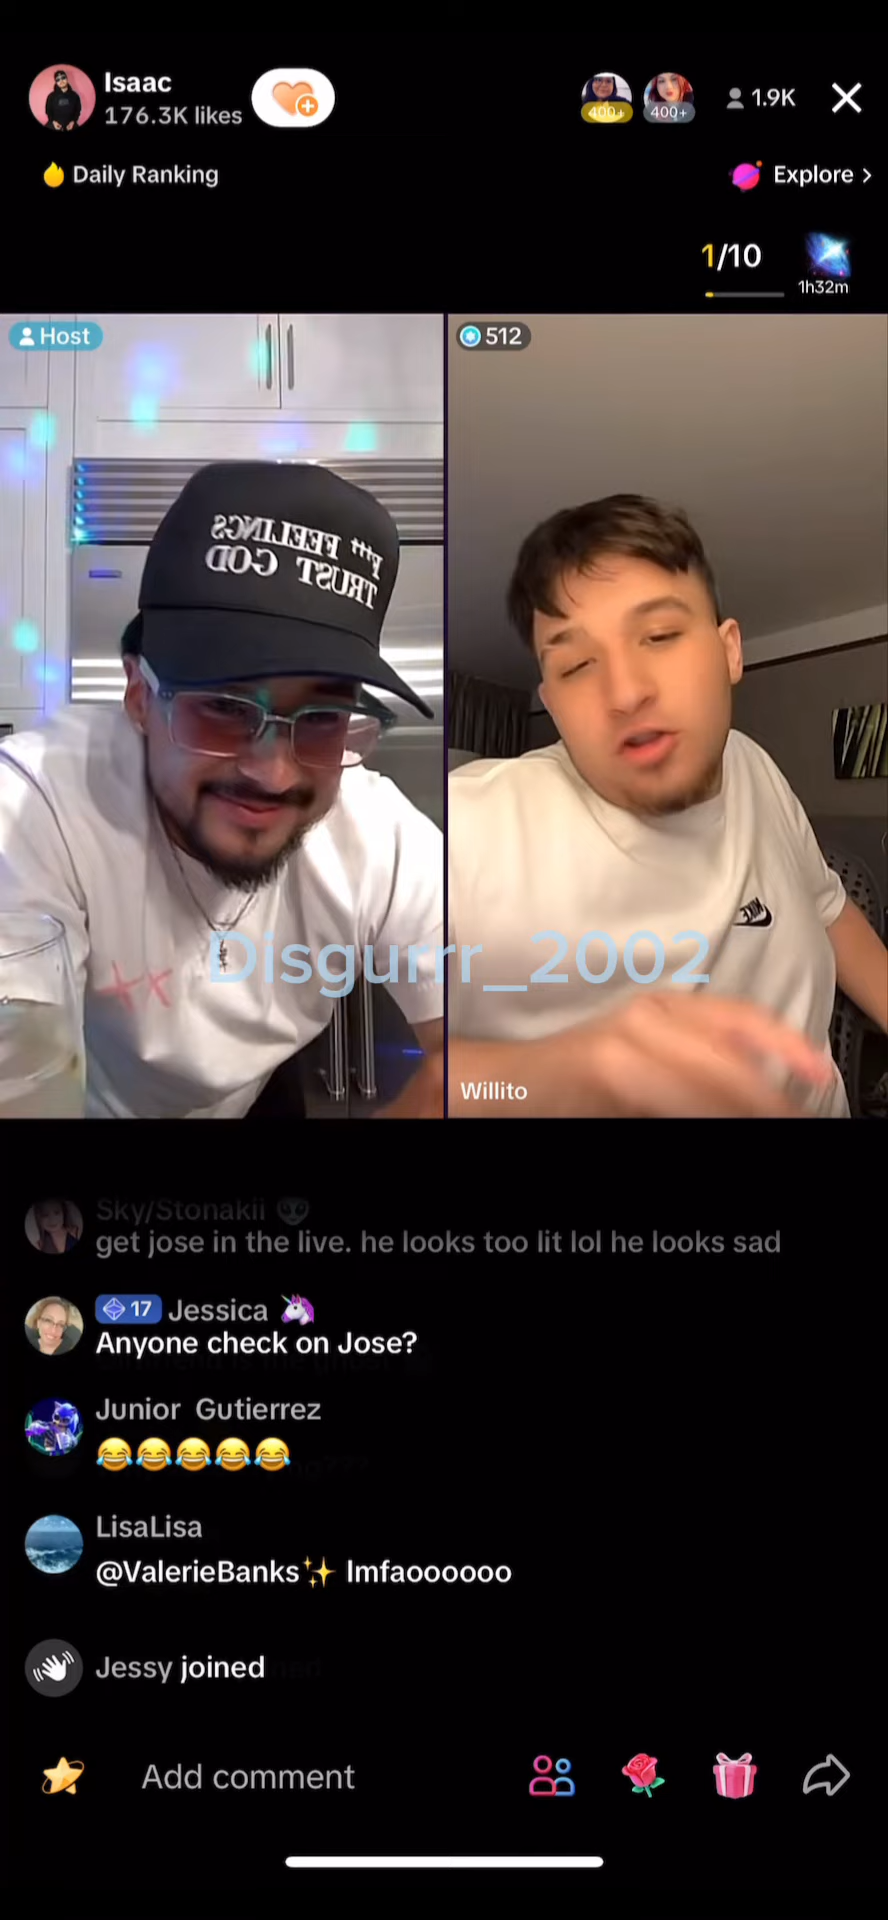 Isaac
176.3K likes
400+
400+
1.9K
Daily Ranking
Explore >
1/10
1h32m
Host
512
F*** FEELINGS
TRUST GOD
NIKE
xx
Disgurrr_2002
Willito
Sky/Stonakii 👽
get jose in the live. he looks too lit lol he looks sad
17 Jessica 🦄
Anyone check on Jose?
Junior Gutierrez
😂😂😂😂😂
LisaLisa
@ValerieBanks✨ lmfaoooooo
Jessy joined
Add comment